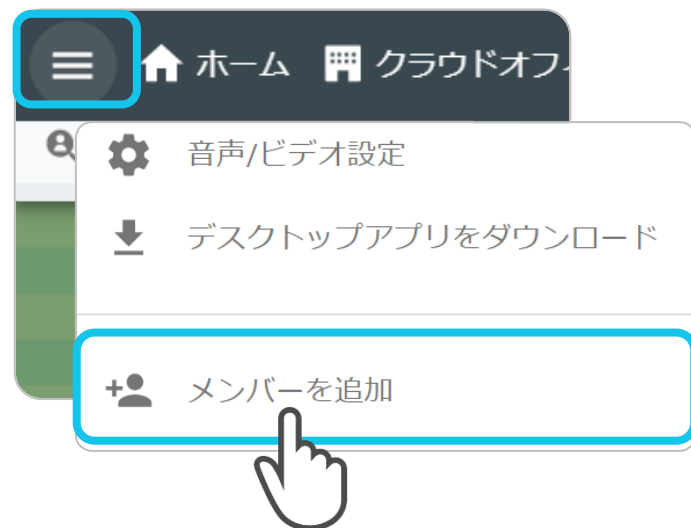 ホーム クラウドオフィ
音声/ビデオ設定
デスクトップアプリをダウンロード
メンバーを追加